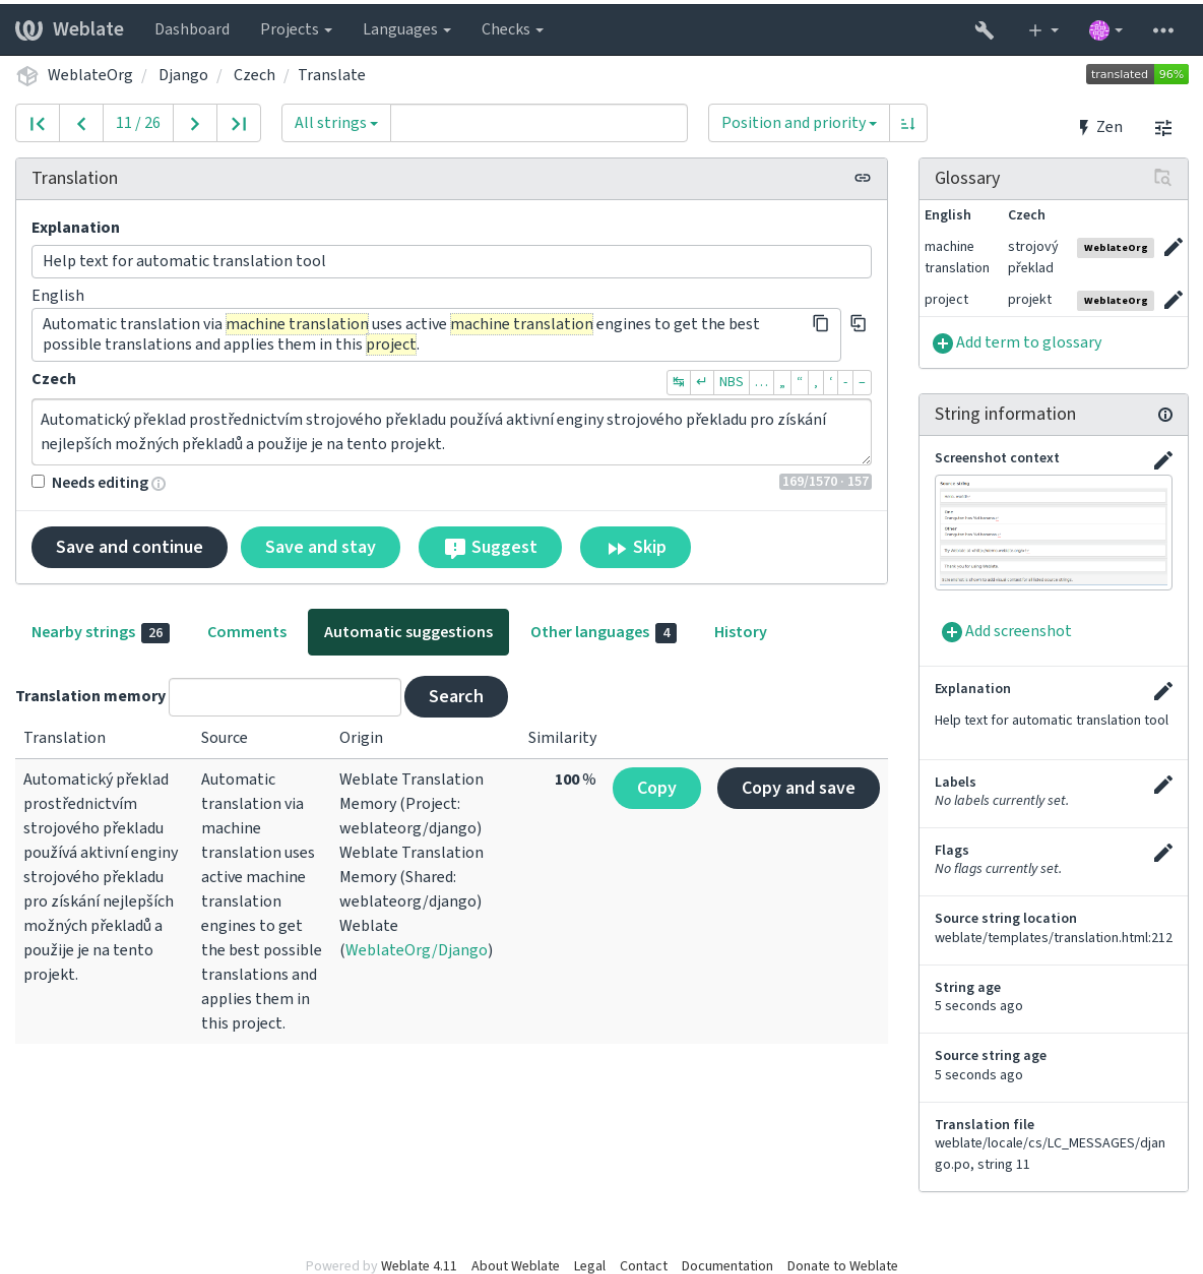 Weblate Dashboard Projects Languages Checks
WeblateOrg / Django / Czech / Translate
translated 96%
11 / 26 All strings Position and priority Zen
Translation
Explanation
Help text for automatic translation tool
English
Automatic translation via machine translation uses active machine translation engines to get the best
possible translations and applies them in this project.
Czech
↹ ↵ NBS … „ “ ‚ ‘ - –
Automatický překlad prostřednictvím strojového překladu používá aktivní enginy strojového překladu pro získání
nejlepších možných překladů a použije je na tento projekt.
Needs editing
169/1570 · 157
Save and continue Save and stay Suggest Skip
Nearby strings 26 Comments Automatic suggestions Other languages 4 History
Translation memory Search
Translation Source Origin Similarity
Automatický překlad
prostřednictvím
strojového překladu
používá aktivní enginy
strojového překladu
pro získání nejlepších
možných překladů a
použije je na tento
projekt.
Automatic
translation via
machine
translation uses
active machine
translation
engines to get
the best possible
translations and
applies them in
this project.
Weblate Translation
Memory (Project:
weblateorg/django)
Weblate Translation
Memory (Shared:
weblateorg/django)
Weblate
(WeblateOrg/Django)
100 %
Copy Copy and save
Glossary
English Czech
machine
translation
strojový
překlad
WeblateOrg
project projekt WeblateOrg
Add term to glossary
String information
Screenshot context
Add screenshot
Explanation
Help text for automatic translation tool
Labels
No labels currently set.
Flags
No flags currently set.
Source string location
weblate/templates/translation.html:212
String age
5 seconds ago
Source string age
5 seconds ago
Translation file
weblate/locale/cs/LC_MESSAGES/djan
go.po, string 11
Powered by Weblate 4.11 About Weblate Legal Contact Documentation Donate to Weblate